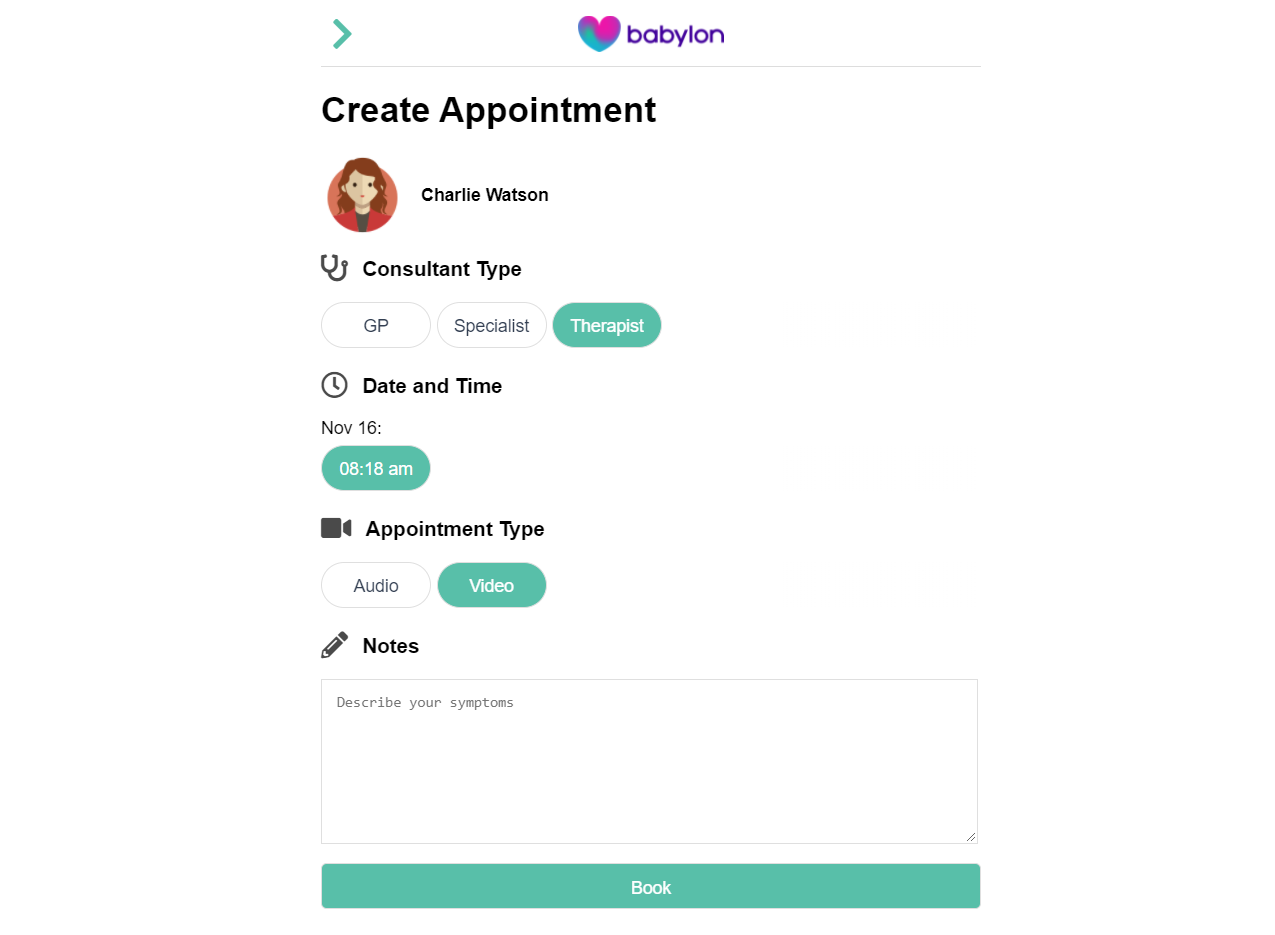 babylon
Create Appointment
Charlie Watson
Consultant Type
GP Specialist Therapist
Date and Time
Nov 16:
08:18 am
Appointment Type
Audio Video
Notes
Describe your symptoms
Book